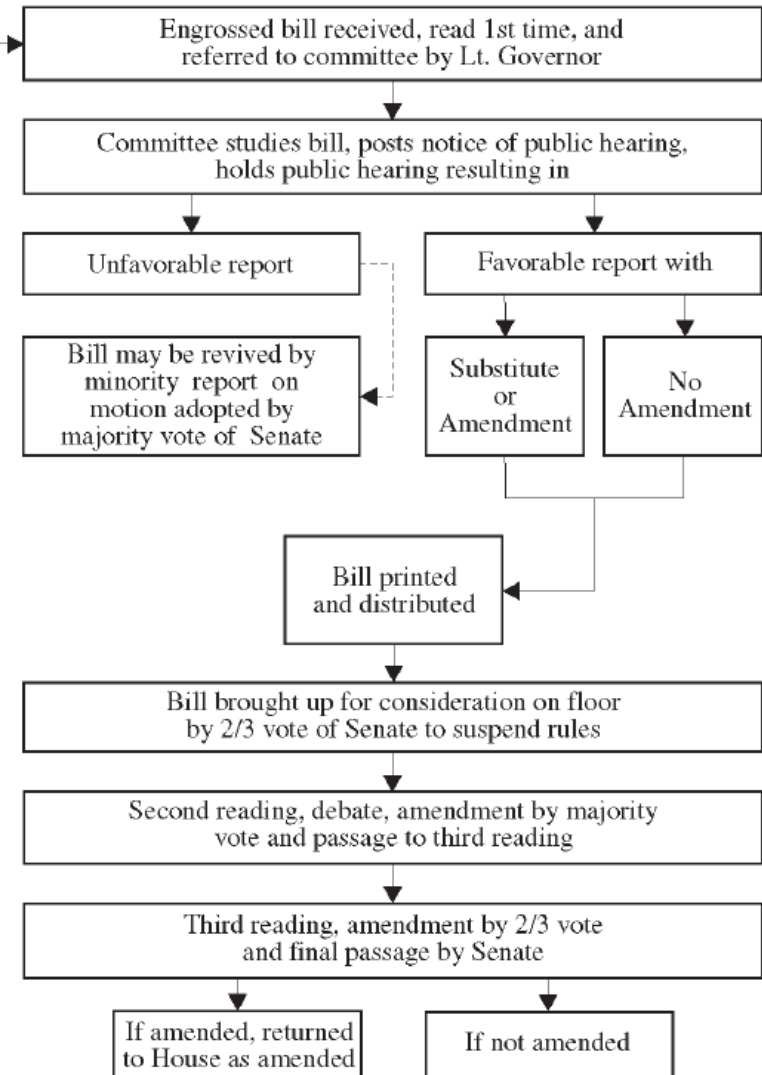 Engrossed bill received, read 1st time, and
referred to committee by Lt. Governor
Committee studies bill, posts notice of public hearing,
holds public hearing resulting in
Unfavorable report
Favorable report with
Bill may be revived by
minority report on
motion adopted by
majority vote of Senate
Substitute
or
Amendment
No
Amendment
Bill printed
and distributed
Bill brought up for consideration on floor
by 2/3 vote of Senate to suspend rules
Second reading, debate, amendment by majority
vote and passage to third reading
Third reading, amendment by 2/3 vote
and final passage by Senate
If amended, returned
to House as amended
If not amended